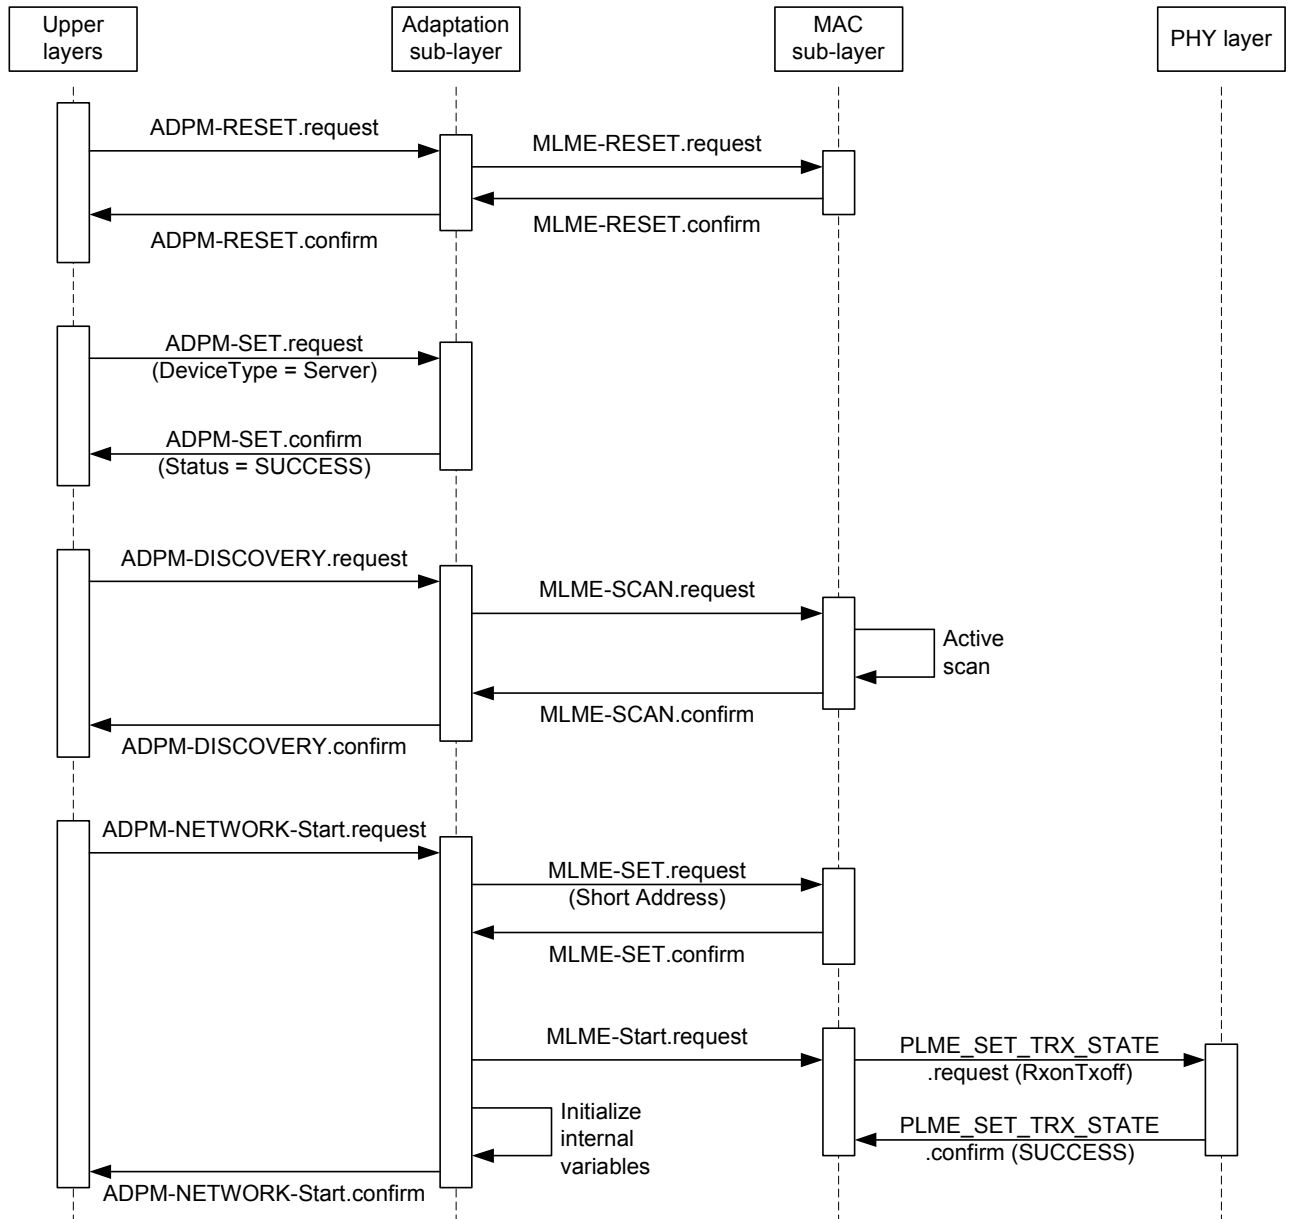 Upper
layers
Adaptation
sub-layer
MAC
sub-layer
PHY layer
ADPM-RESET.request
MLME-RESET.request
MLME-RESET.confirm
ADPM-RESET.confirm
ADPM-SET.request
(DeviceType = Server)
ADPM-SET.confirm
(Status = SUCCESS)
ADPM-DISCOVERY.request
MLME-SCAN.request
Active
scan
MLME-SCAN.confirm
ADPM-DISCOVERY.confirm
ADPM-NETWORK-Start.request
MLME-SET.request
(Short Address)
MLME-SET.confirm
MLME-Start.request
PLME_SET_TRX_STATE
.request (RxonTxoff)
Initialize
internal
variables
PLME_SET_TRX_STATE
.confirm (SUCCESS)
ADPM-NETWORK-Start.confirm